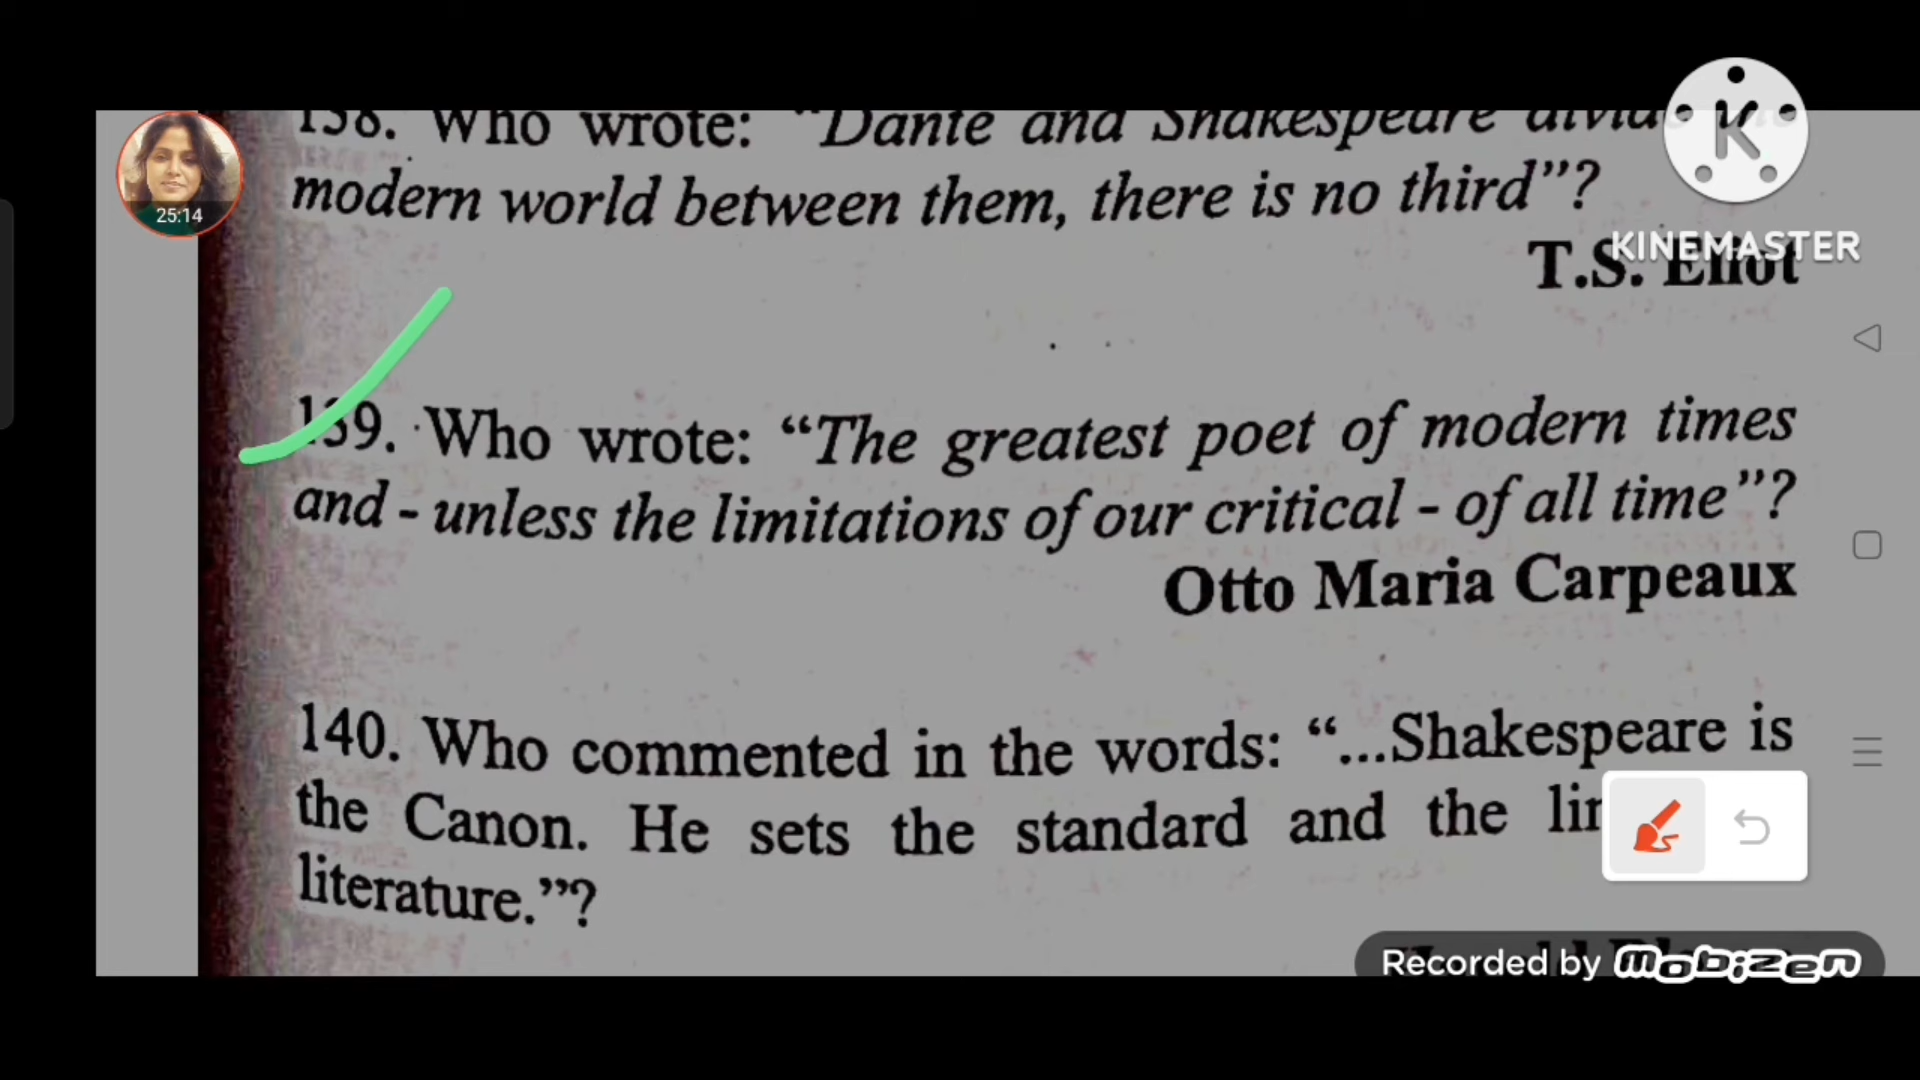 158. Who wrote: "Dante and Shakespeare divide the
modern world between them, there is no third"?
T.S. Eliot
139. Who wrote: "The greatest poet of modern times
and - unless the limitations of our critical - of all time"?
Otto Maria Carpeaux
140. Who commented in the words: "...Shakespeare is
the Canon. He sets the standard and the
literature."?
25:14
K
KINEMASTER
Recorded by mobizen